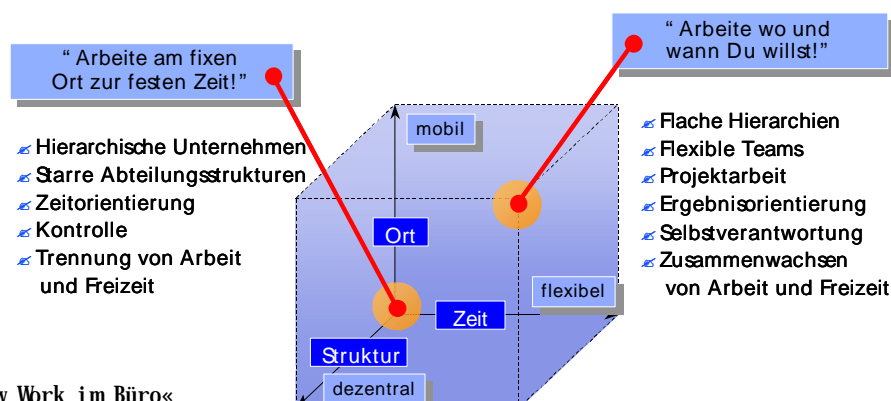 “ Arbeite am fixen
Ort zur festen Zeit!”
Hierarchische Unternehmen
Starre Abteilungsstrukturen
Zeitorientierung
Kontrolle
Trennung von Arbeit
und Freizeit
“ Arbeite wo und
wann Du willst!”
Flache Hierarchien
Flexible Teams
Projektarbeit
Ergebnisorientierung
Selbstverantwortung
Zusammenwachsen
von Arbeit und Freizeit
mobil
Ort
flexibel
Zeit
Struktur
dezentral
Work im Büro«